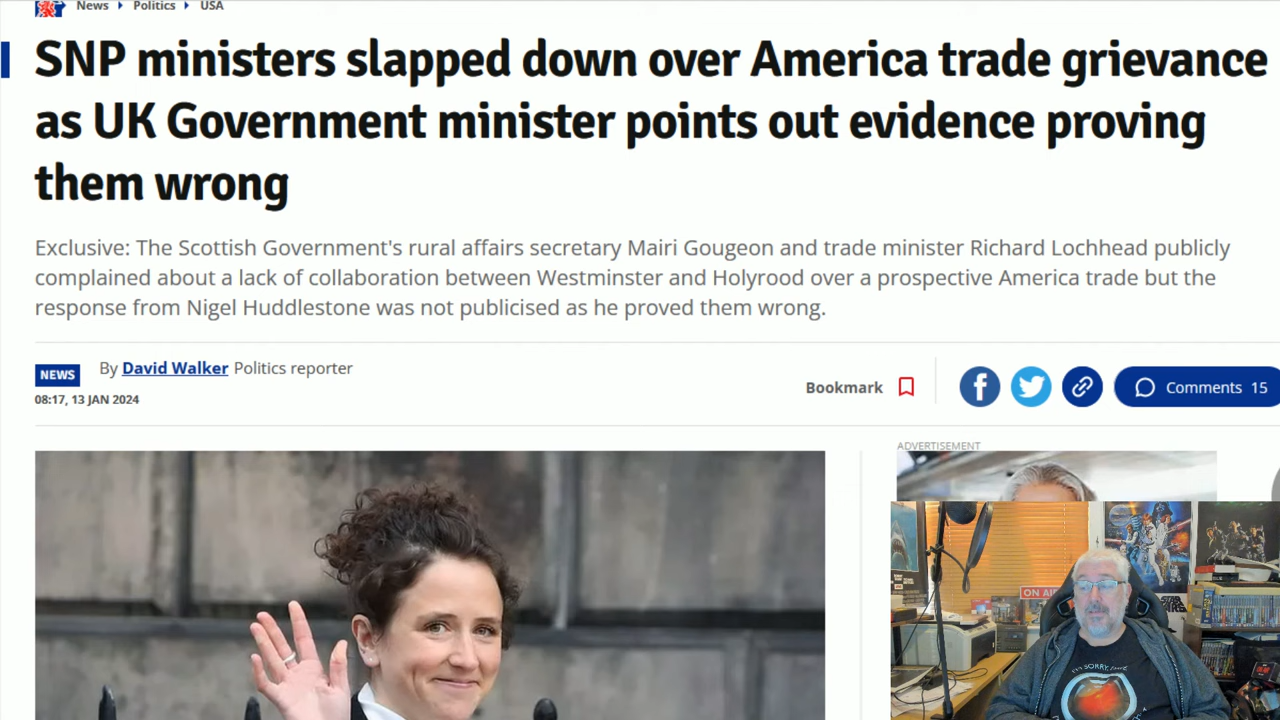 News Politics USA
SNP ministers slapped down over America trade grievance
as UK Government minister points out evidence proving
them wrong
Exclusive: The Scottish Government's rural affairs secretary Mairi Gougeon and trade minister Richard Lochhead publicly
complained about a lack of collaboration between Westminster and Holyrood over a prospective America trade but the
response from Nigel Huddlestone was not publicised as he proved them wrong.
NEWS By David Walker Politics reporter
08:17, 13 JAN 2024
Bookmark
Comments 15
ADVERTISEMENT
ON AI
STAR
I'M SORRY, DAVE